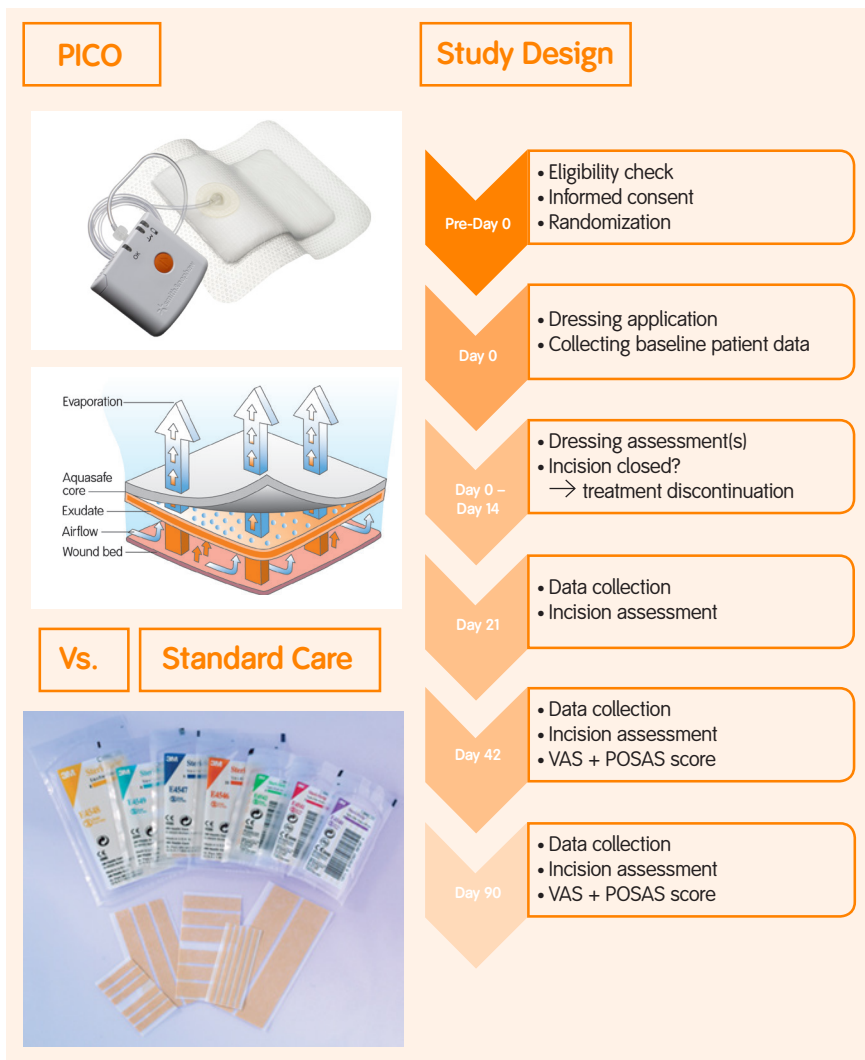 PICO
Evaporation
Aquasafe
core
Exudate
Airflow
Wound bed
Vs.
Standard Care
3M
E4547
E4546
Study Design
Pre-Day 0
• Eligibility check
• Informed consent
• Randomization
Day 0
• Dressing application
• Collecting baseline patient data
Day 0 –
Day 14
• Dressing assessment(s)
• Incision closed?
→ treatment discontinuation
Day 21
• Data collection
• Incision assessment
Day 42
• Data collection
• Incision assessment
• VAS + POSAS score
Day 90
• Data collection
• Incision assessment
• VAS + POSAS score